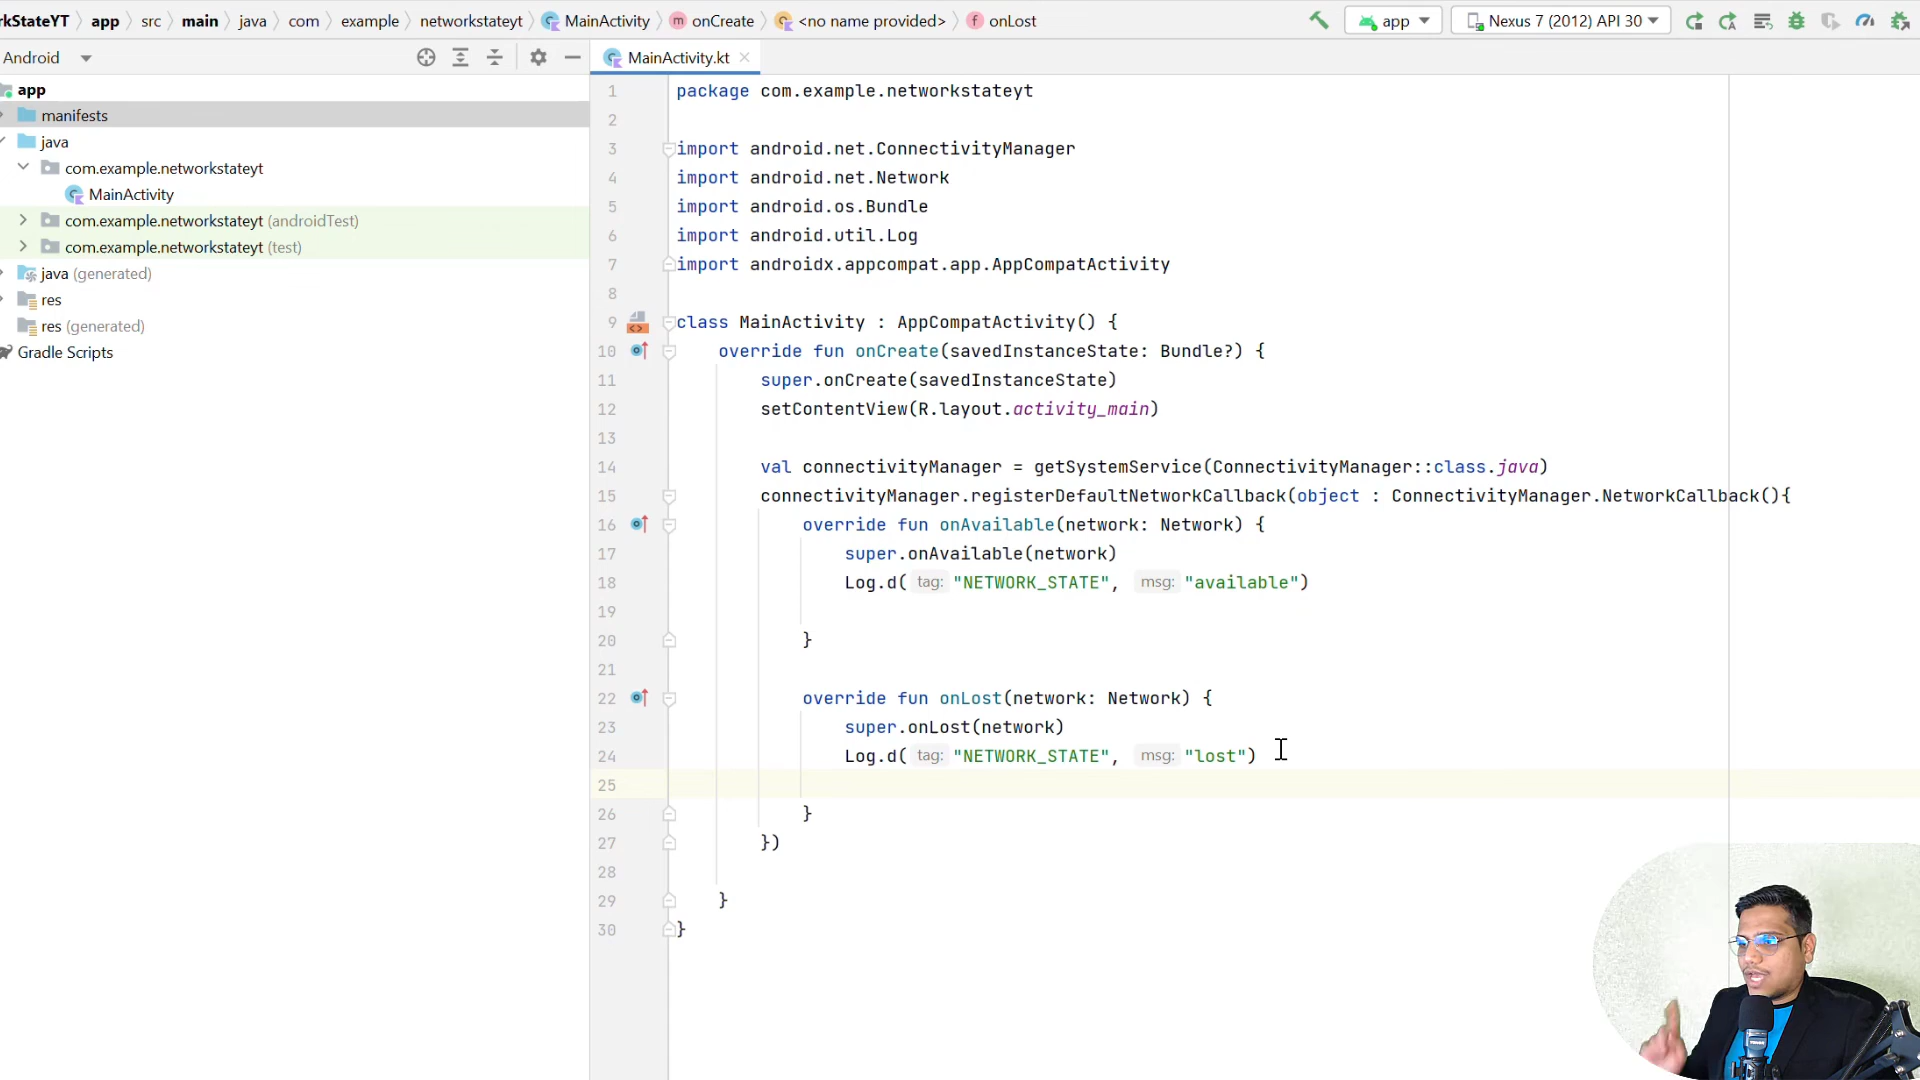 rkStateYT app src main java com example networkstateyt MainActivity onCreate <no name provided> onLost app Nexus 7 (2012) API 30
Android
MainActivity.kt
app
manifests
java
com.example.networkstateyt
MainActivity
com.example.networkstateyt (androidTest)
com.example.networkstateyt (test)
java (generated)
res
res (generated)
Gradle Scripts
1 package com.example.networkstateyt
2
3 import android.net.ConnectivityManager
4 import android.net.Network
5 import android.os.Bundle
6 import android.util.Log
7 import androidx.appcompat.app.AppCompatActivity
8
9 class MainActivity : AppCompatActivity() {
10 override fun onCreate(savedInstanceState: Bundle?) {
11 super.onCreate(savedInstanceState)
12 setContentView(R.layout.activity_main)
13
14 val connectivityManager = getSystemService(ConnectivityManager::class.java)
15 connectivityManager.registerDefaultNetworkCallback(object : ConnectivityManager.NetworkCallback(){
16 override fun onAvailable(network: Network) {
17 super.onAvailable(network)
18 Log.d( tag: "NETWORK_STATE", msg: "available")
19
20 }
21
22 override fun onLost(network: Network) {
23 super.onLost(network)
24 Log.d( tag: "NETWORK_STATE", msg: "lost")
25
26 }
27 })
28
29 }
30 }